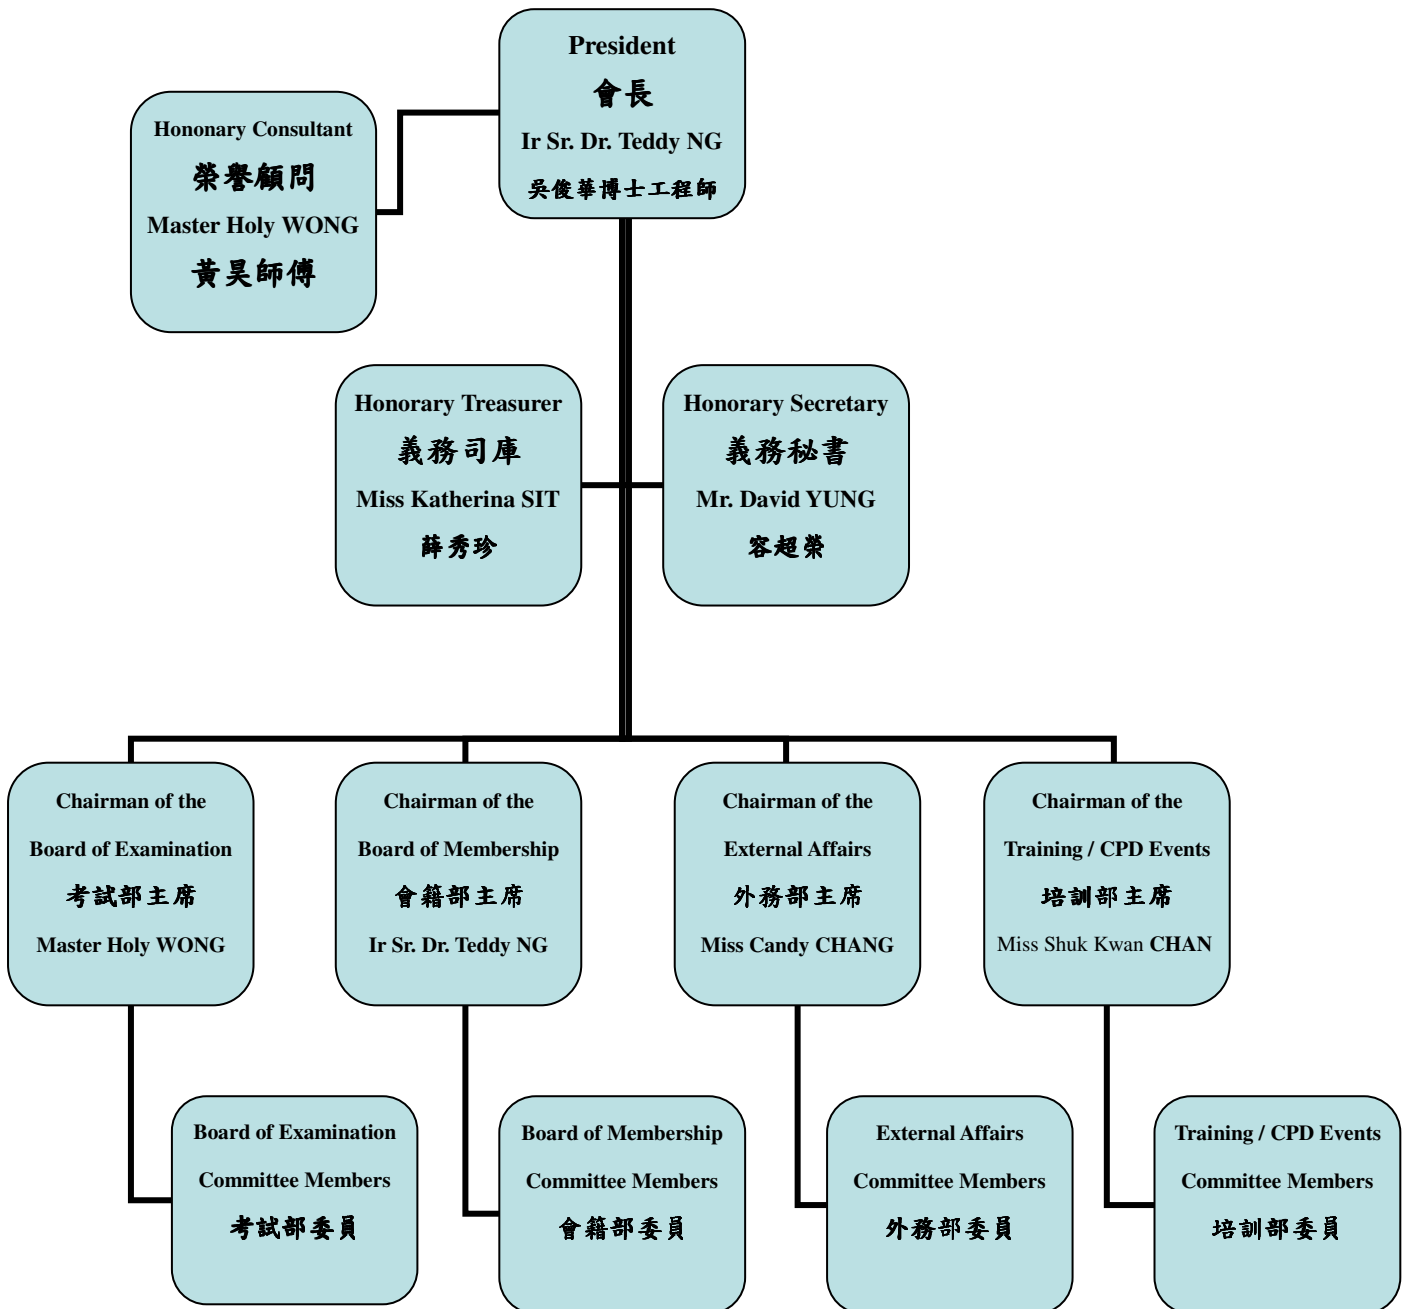 President
會長
Ir Sr. Dr. Teddy NG
吳俊華博士工程師
Hononary Consultant
榮譽顧問
Master Holy WONG
黃昊師傅
Honorary Treasurer
義務司庫
Miss Katherina SIT
薛秀珍
Honorary Secretary
義務秘書
Mr. David YUNG
容超榮
Chairman of the
Board of Examination
考試部主席
Master Holy WONG
Chairman of the
Board of Membership
會籍部主席
Ir Sr. Dr. Teddy NG
Chairman of the
External Affairs
外務部主席
Miss Candy CHANG
Chairman of the
Training / CPD Events
培訓部主席
Miss Shuk Kwan CHAN
Board of Examination
Committee Members
考試部委員
Board of Membership
Committee Members
會籍部委員
External Affairs
Committee Members
外務部委員
Training / CPD Events
Committee Members
培訓部委員